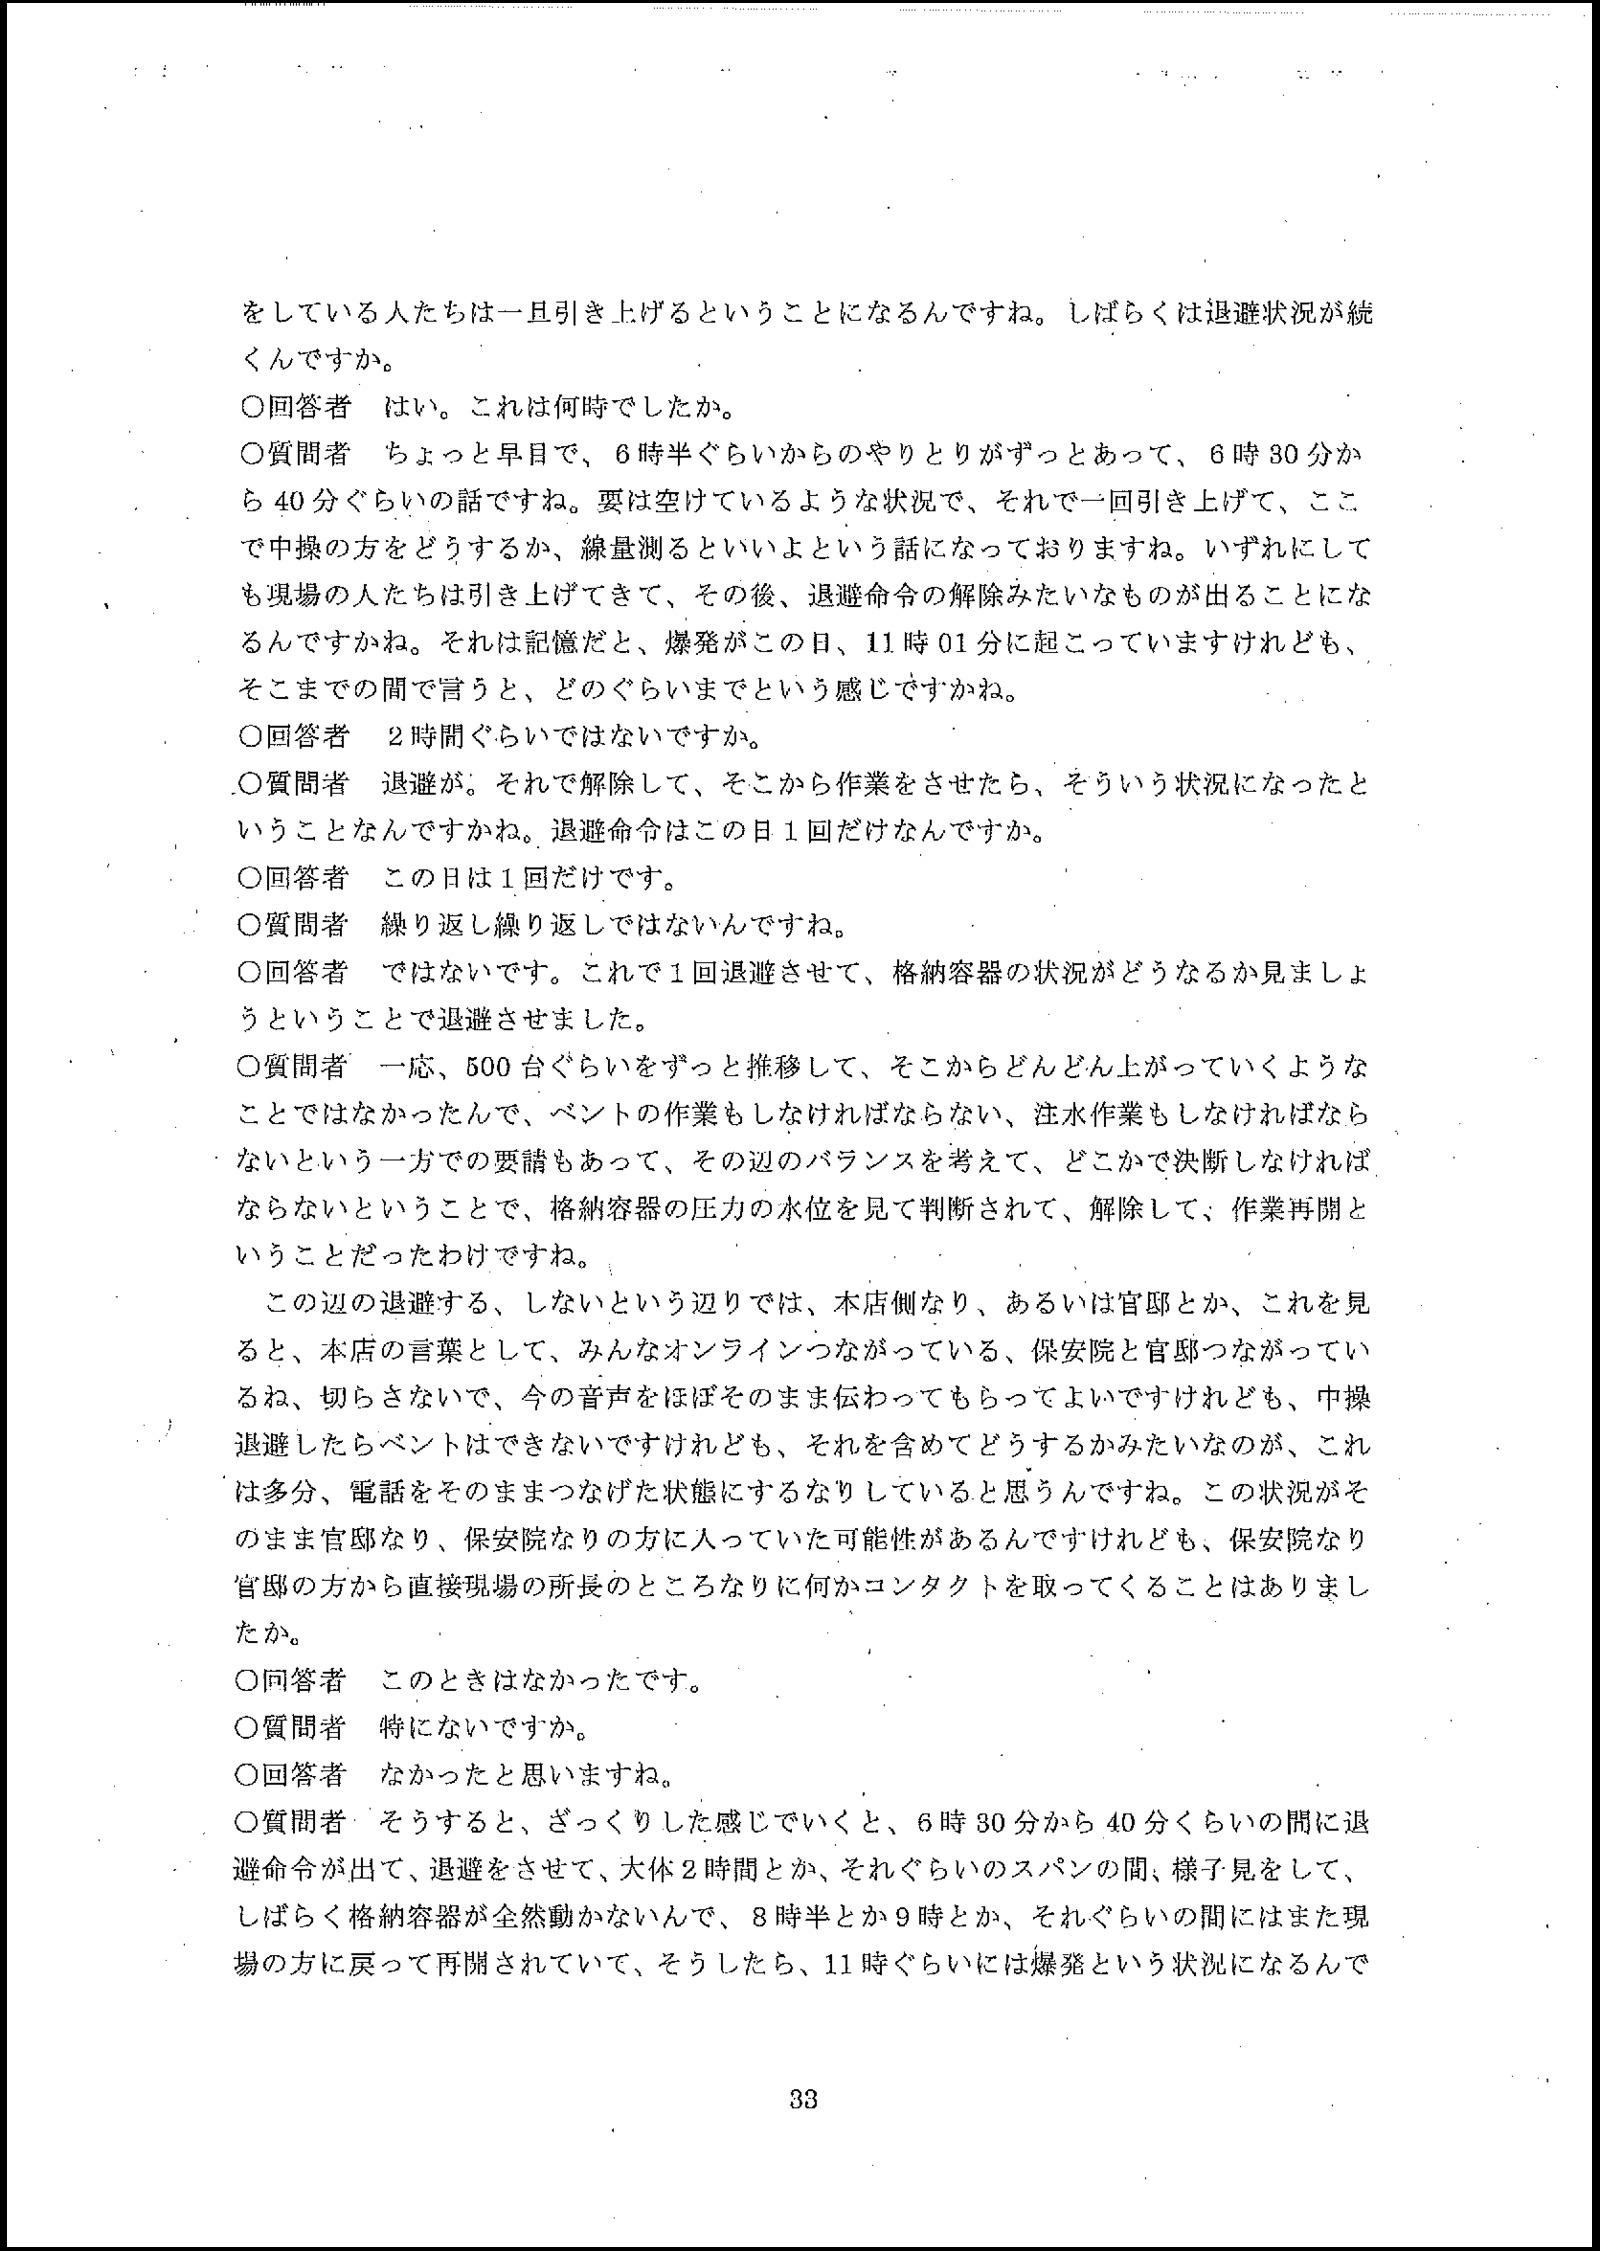 をしている人たちは一旦引き上げるということになるんですね。しばらくは退避状況が続
くんですか。
○回答者　はい。これは何時でしたか。
○質問者　ちょっと早目で、6時半ぐらいからのやりとりがずっとあって、6時30分か
ら40分ぐらいの話ですね。要は空けているような状況で、それで一回引き上げて、ここ
で中操の方をどうするか、線量測るといいよという話になっておりますね。いずれにして
も現場の人たちは引き上げてきて、その後、退避命令の解除みたいなものが出ることにな
るんですかね。それは記憶だと、爆発がこの日、11時01分に起こっていますけれども、
そこまでの間で言うと、どのぐらいまでという感じですかね。
○回答者　2時間ぐらいではないですか。
○質問者　退避が。それで解除して、そこから作業をさせたら、そういう状況になったと
いうことなんですかね。退避命令はこの日1回だけなんですか。
○回答者　この日は1回だけです。
○質問者　繰り返し繰り返しではないんですね。
○回答者　ではないです。これで1回退避させて、格納容器の状況がどうなるか見ましょ
うということで退避させました。
○質問者　一応、500台ぐらいをずっと推移して、そこからどんどん上がっていくような
ことではなかったんで、ベントの作業もしなければならない、注水作業もしなければなら
ないという一方での要請もあって、その辺のバランスを考えて、どこかで決断しなければ
ならないということで、格納容器の圧力の水位を見て判断されて、解除して、作業再開と
いうことだったわけですね。
　この辺の退避する、しないという辺りでは、本店側なり、あるいは官邸とか、これを見
ると、本店の言葉として、みんなオンラインつながっている、保安院と官邸つながってい
るね、切らさないで、今の音声をほぼそのまま伝わってもらってよいですけれども、中操
退避したらベントはできないですけれども、それを含めてどうするかみたいなのが、これ
は多分、電話をそのままつなげた状態にするなりしていると思うんですね。この状況がそ
のまま官邸なり、保安院なりの方に入っていた可能性があるんですけれども、保安院なり
官邸の方から直接現場の所長のところなりに何かコンタクトを取ってくることはありまし
たか。
○回答者　このときはなかったです。
○質問者　特にないですか。
○回答者　なかったと思いますね。
○質問者　そうすると、ざっくりした感じでいくと、6時30分から40分くらいの間に退
避命令が出て、退避をさせて、大体2時間とか、それぐらいのスパンの間、様子見をして、
しばらく格納容器が全然動かないんで、8時半とか9時とか、それぐらいの間にはまた現
場の方に戻って再開されていて、そうしたら、11時ぐらいには爆発という状況になるんで
33